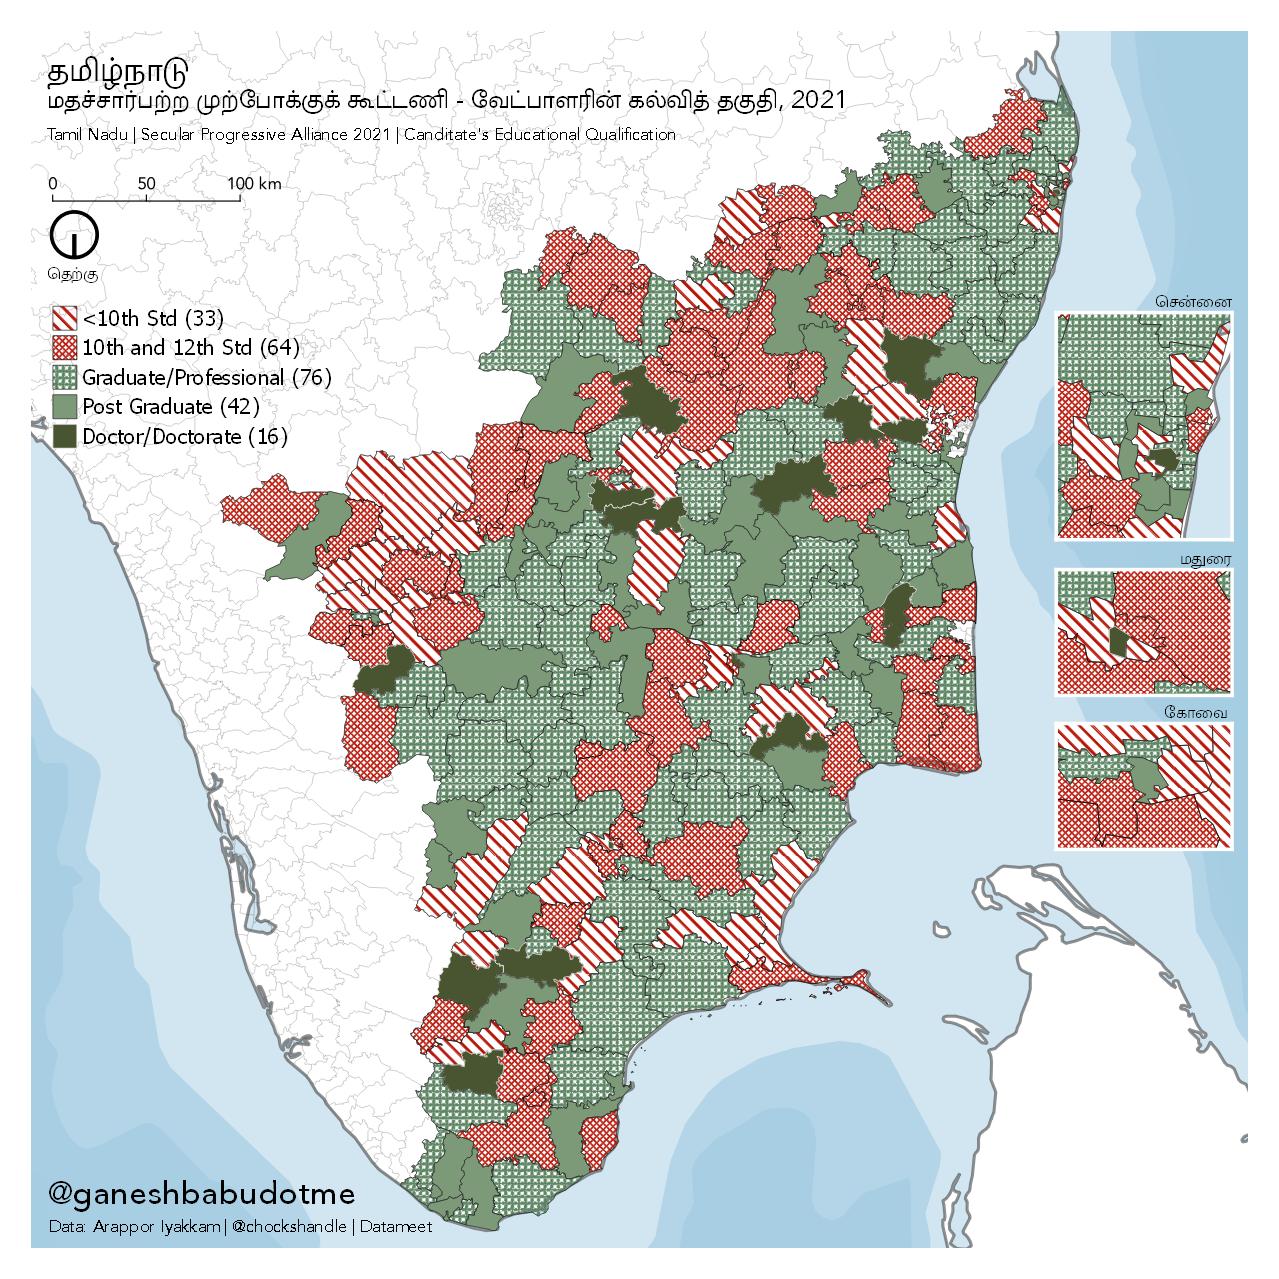 தமிழ்நாடு
மதச்சார்பற்ற முற்போக்குக் கூட்டணி - வேட்பாளரின் கல்வித் தகுதி, 2021
Tamil Nadu | Secular Progressive Alliance 2021 | Canditate's Educational Qualification
0 50 100 km
தெற்கு
<10th Std (33)
10th and 12th Std (64)
Graduate/Professional (76)
Post Graduate (42)
Doctor/Doctorate (16)
சென்னை
மதுரை
கோவை
@ganeshbabudotme
Data: Arappor Iyakkam | @chockshandle | Datameet